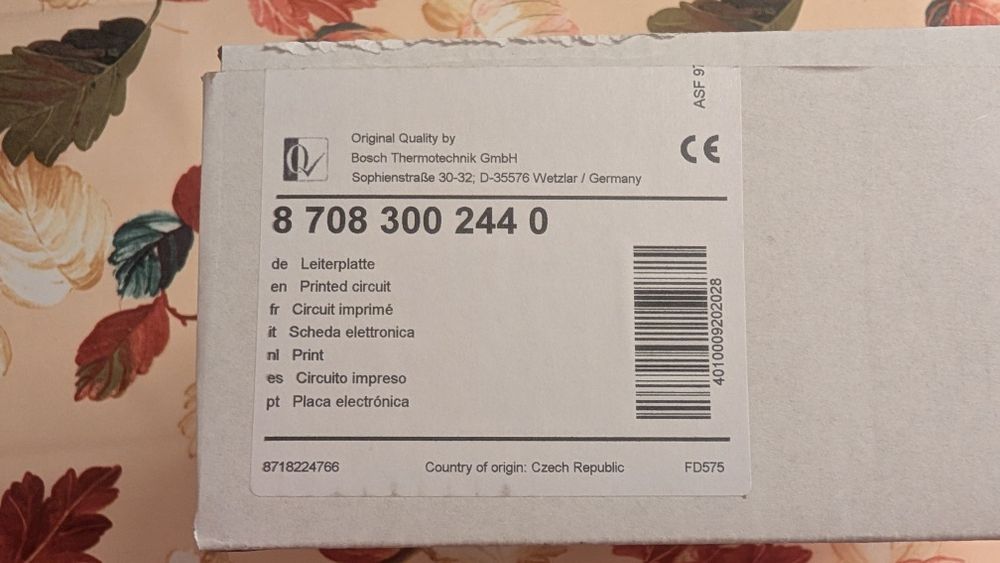 ASF 97
Original Quality by
Bosch Thermotechnik GmbH
Sophienstraße 30-32; D-35576 Wetzlar / Germany
CE
8 708 300 244 0
de Leiterplatte
en Printed circuit
fr Circuit imprimé
it Scheda elettronica
nl Print
es Circuito impreso
pt Placa electrónica
4010009202028
8718224766 Country of origin: Czech Republic FD575